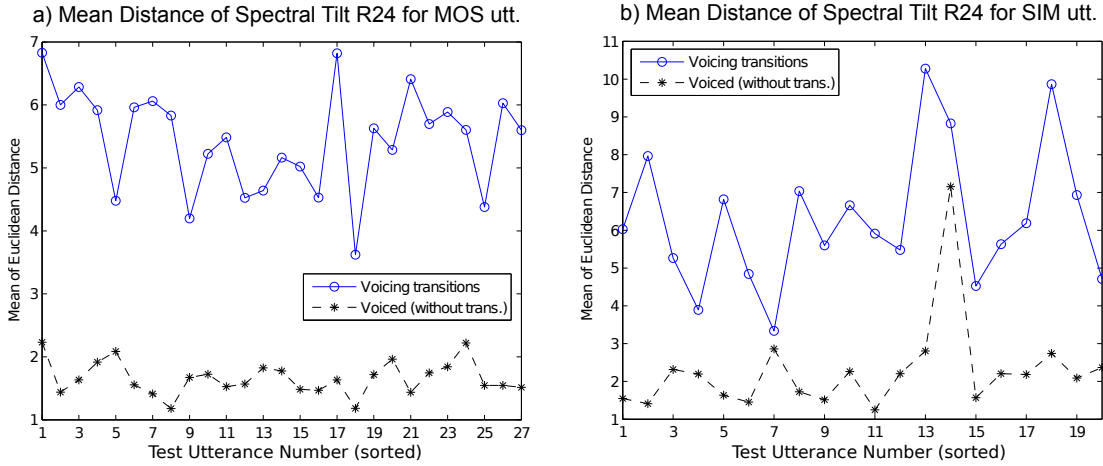 a) Mean Distance of Spectral Tilt R24 for MOS utt.
7
6
5
4
3
2
1
Mean of Euclidean Distance
Voicing transitions
Voiced (without trans.)
1 3 5 7 9 11 13 15 17 19 21 23 25 27
Test Utterance Number (sorted)
b) Mean Distance of Spectral Tilt R24 for SIM utt.
11
10
9
8
7
6
5
4
3
2
1
Mean of Euclidean Distance
Voicing transitions
Voiced (without trans.)
1 3 5 7 9 11 13 15 17 19
Test Utterance Number (sorted)